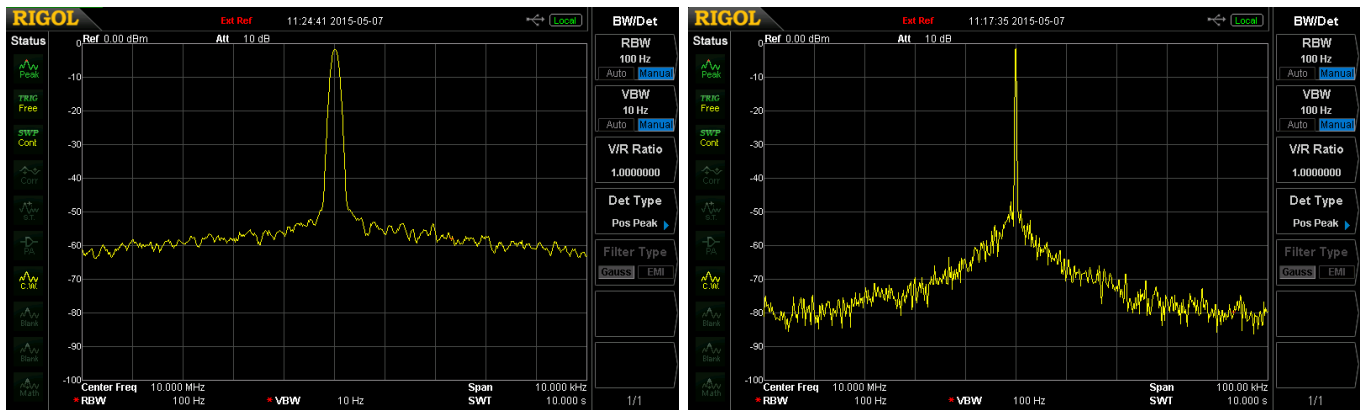 RIGOL Ext Ref 11:24:41 2015-05-07 Local BW/Det
Status Ref 0.00 dBm Att 10 dB
0
RBW
100 Hz
Auto Manual
Peak
-10
TRIG
Free
-20
VBW
10 Hz
Auto Manual
SWP
Cont
-30
V/R Ratio
1.0000000
Corr
-40
-50
Det Type
Pos Peak
S.T.
-60
PA
Filter Type
Gauss EMI
-70
C.W.
-80
Blank
-90
Blank
-100
Math
Center Freq 10.000 MHz Span 10.000 kHz
*RBW 100 Hz *VBW 10 Hz SWT 10.000 s 1/1
RIGOL Ext Ref 11:17:35 2015-05-07 Local BW/Det
Status Ref 0.00 dBm Att 10 dB
0
RBW
100 Hz
Auto Manual
Peak
-10
TRIG
Free
-20
VBW
100 Hz
Auto Manual
SWP
Cont
-30
V/R Ratio
1.0000000
Corr
-40
-50
Det Type
Pos Peak
S.T.
-60
PA
Filter Type
Gauss EMI
-70
C.W.
-80
Blank
-90
Blank
-100
Math
Center Freq 10.000 MHz Span 100.00 kHz
*RBW 100 Hz *VBW 100 Hz SWT 10.000 s 1/1